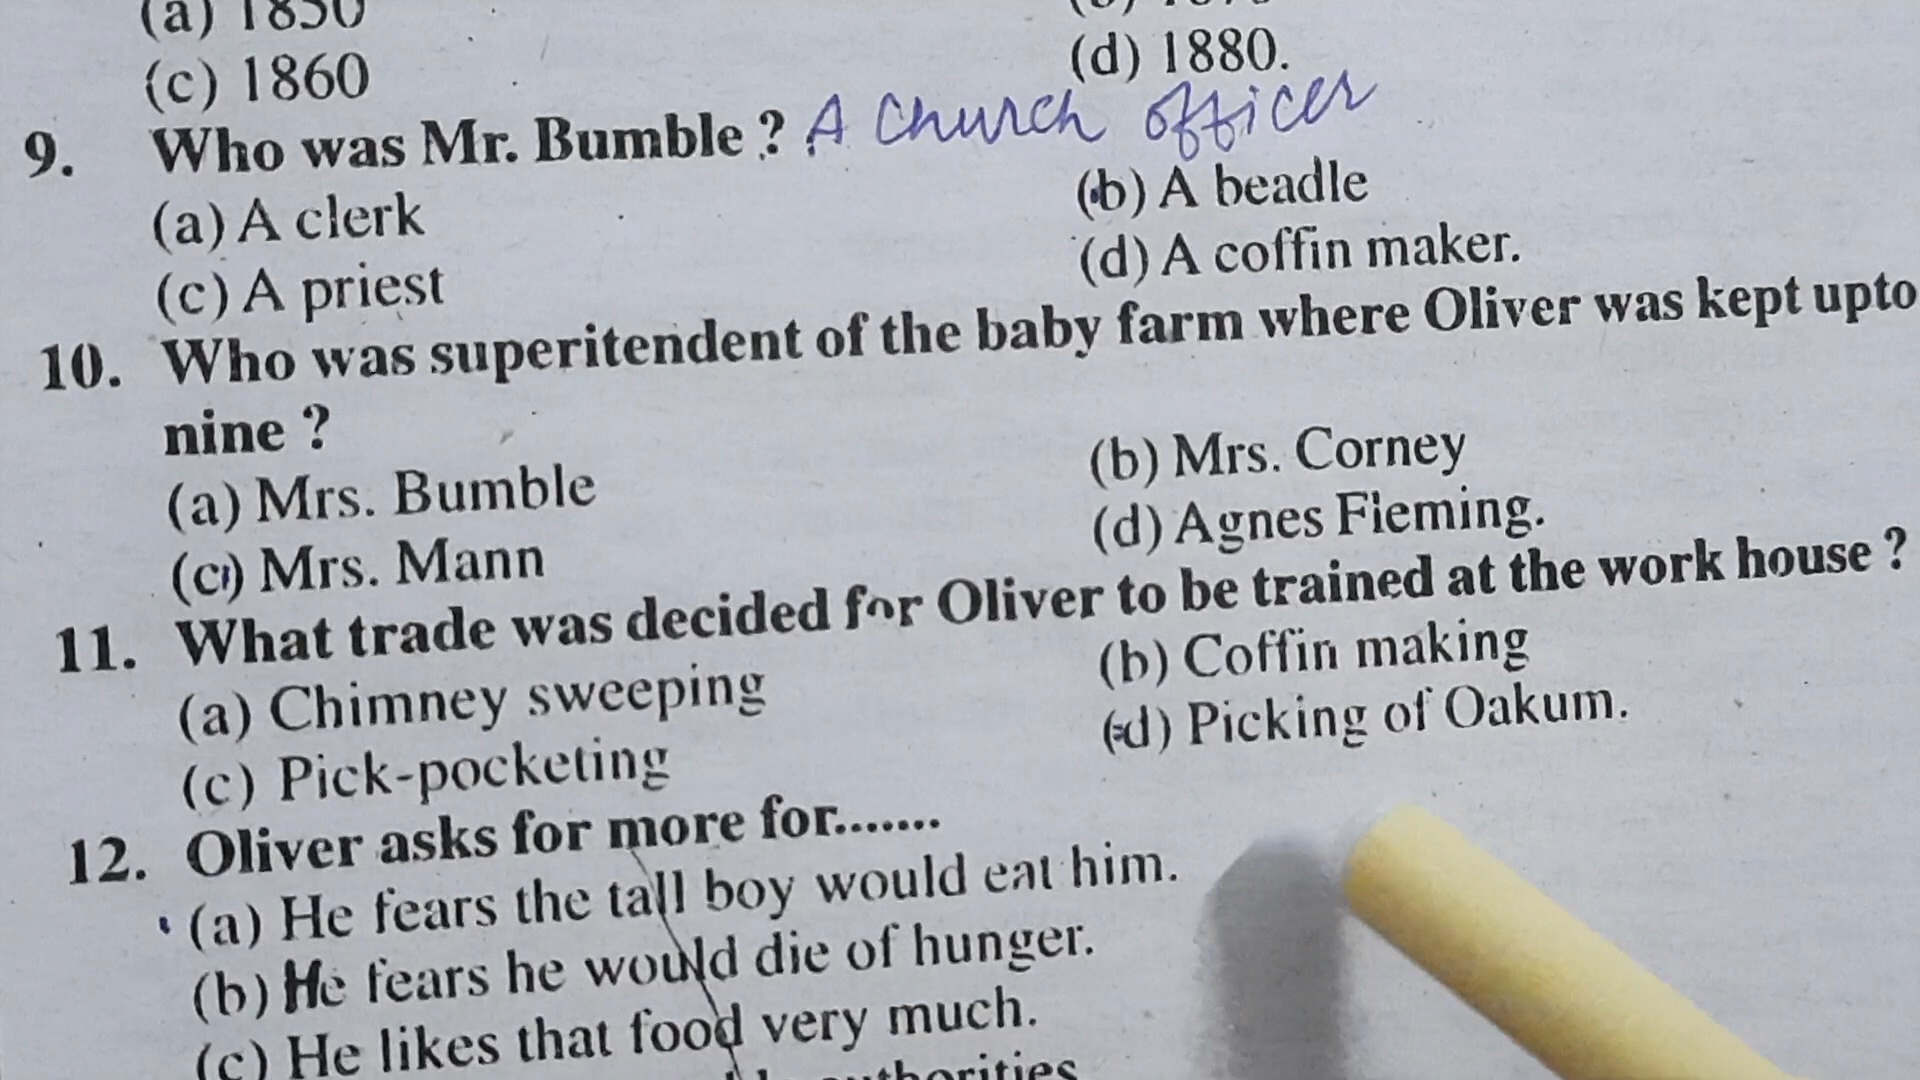 (a) 1850
(c) 1860
(d) 1880.
9. Who was Mr. Bumble ? A Church officer
(a) A clerk
(b) A beadle
(c) A priest
(d) A coffin maker.
10. Who was superitendent of the baby farm where Oliver was kept upto
nine ?
(a) Mrs. Bumble
(b) Mrs. Corney
(c) Mrs. Mann
(d) Agnes Fleming.
11. What trade was decided for Oliver to be trained at the work house ?
(a) Chimney sweeping
(b) Coffin making
(c) Pick-pocketing
(d) Picking of Oakum.
12. Oliver asks for more for.......
(a) He fears the tall boy would eat him.
(b) He fears he would die of hunger.
(c) He likes that food very much.
authorities